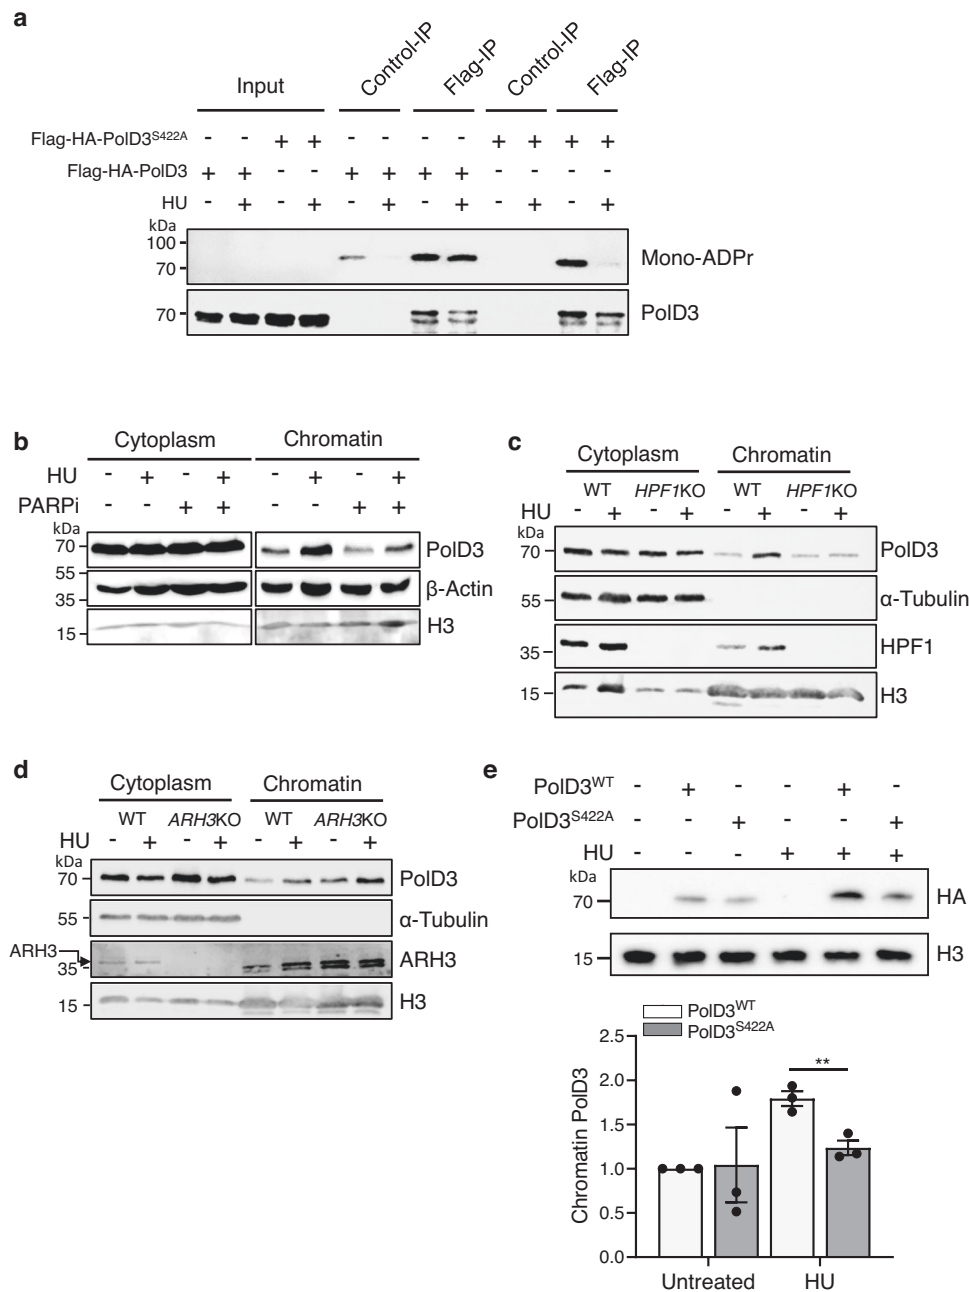 a
Input Control-IP Flag-IP Control-IP Flag-IP
Flag-HA-PolD3S422A - - + + - - - - + + + +
Flag-HA-PolD3 + + - - + + + + - - - -
HU - + - + - + - + - + - +
kDa
100
70
Mono-ADPr
70
PolD3
b
Cytoplasm Chromatin
HU - + - + - + - +
PARPi - - + + - - + +
kDa
70
PolD3
55
35
β-Actin
15
H3
c
Cytoplasm Chromatin
WT HPF1KO WT HPF1KO
HU - + - + - + - +
kDa
70
PolD3
55
α-Tubulin
35
HPF1
15
H3
d
Cytoplasm Chromatin
WT ARH3KO WT ARH3KO
HU - + - + - + - +
kDa
70
PolD3
55
α-Tubulin
ARH3
35
ARH3
15
H3
e
PolD3WT - + - - + -
PolD3S422A - - + - - +
HU - - - + + +
kDa
70
HA
15
H3
PolD3WT
PolD3S422A
Chromatin PolD3
2.5
2.0
1.5
1.0
0.5
0.0
**
Untreated HU